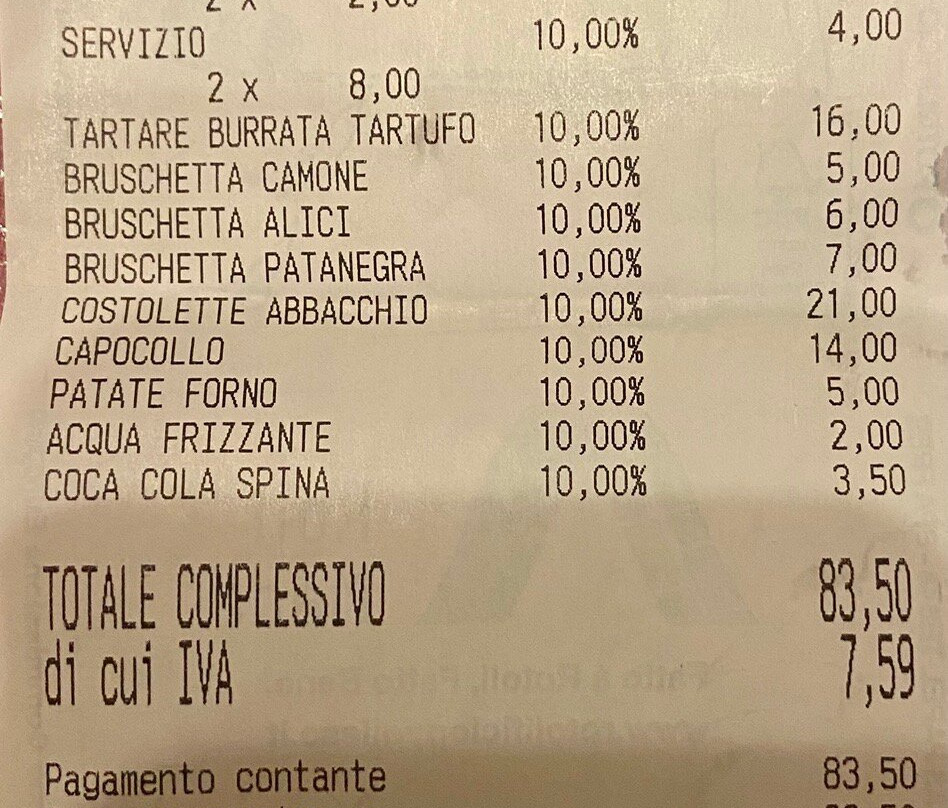 2 x 2,00
SERVIZIO 10,00% 4,00
2 x 8,00
TARTARE BURRATA TARTUFO 10,00% 16,00
BRUSCHETTA CAMONE 10,00% 5,00
BRUSCHETTA ALICI 10,00% 6,00
BRUSCHETTA PATANEGRA 10,00% 7,00
COSTOLETTE ABBACCHIO 10,00% 21,00
CAPOCOLLO 10,00% 14,00
PATATE FORNO 10,00% 5,00
ACQUA FRIZZANTE 10,00% 2,00
COCA COLA SPINA 10,00% 3,50
TOTALE COMPLESSIVO 83,50
di cui IVA 7,59
Pagamento contante 83,50